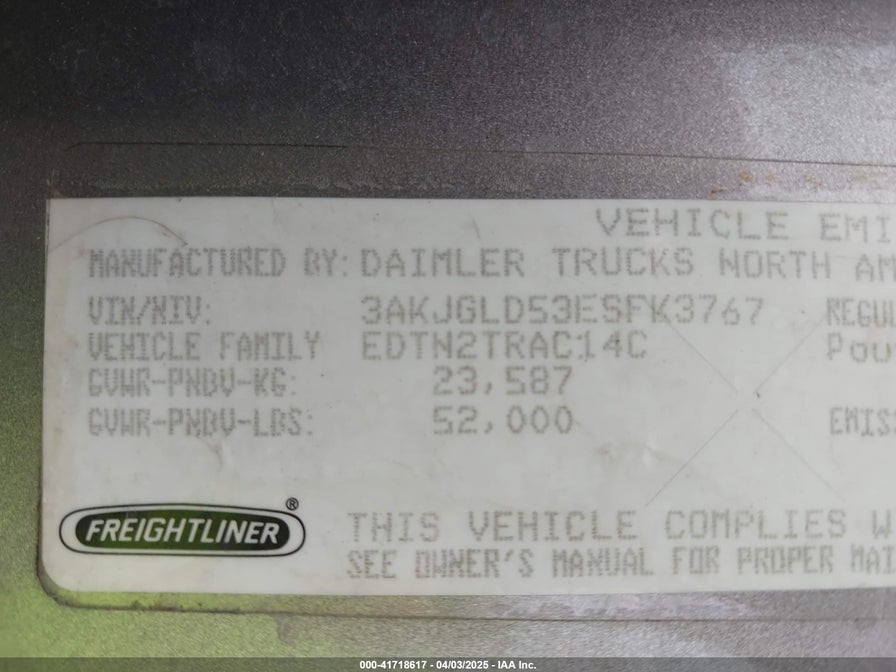 VEHICLE EMI
MANUFACTURED BY: DAIMLER TRUCKS NORTH AM
VIN/NIV: 3AKJGLD53ESFK3767 REGUL
VEHICLE FAMILY EDTN2TRAC14C Pou
GVWR-PNBV-KG: 23,587
GVWR-PNBV-LBS: 52,000 EMISS
FREIGHTLINER ®
THIS VEHICLE COMPLIES W
SEE OWNER'S MANUAL FOR PROPER MAI
000-41718617 - 04/03/2025 - IAA Inc.